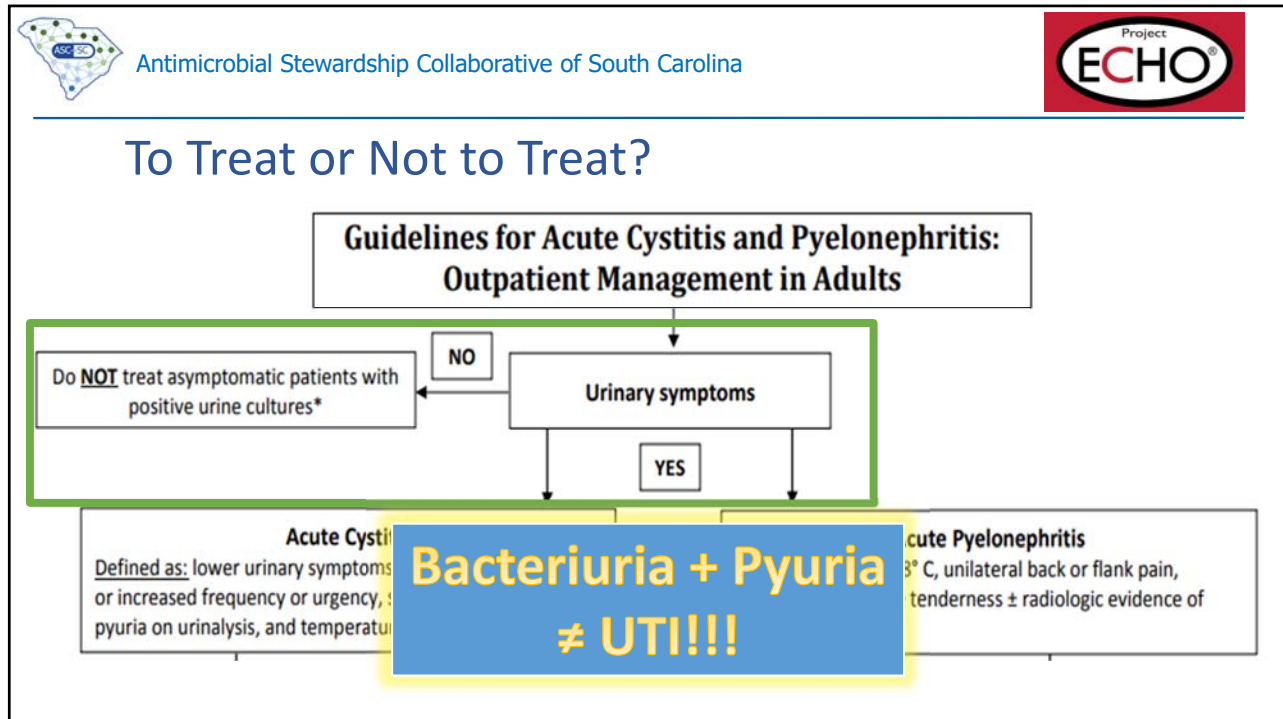 ASC-SC
Antimicrobial Stewardship Collaborative of South Carolina
Project
ECHO®
To Treat or Not to Treat?
Guidelines for Acute Cystitis and Pyelonephritis:
Outpatient Management in Adults
NO
Do NOT treat asymptomatic patients with
positive urine cultures*
Urinary symptoms
YES
Acute
Defined as: lower urinary symptoms
or increased frequency or urgency,
pyuria on urinalysis, and
Pyelonephritis
° C, unilateral back or flank pain,
tenderness ± radiologic evidence of
Bacteriuria + Pyuria
≠ UTI!!!